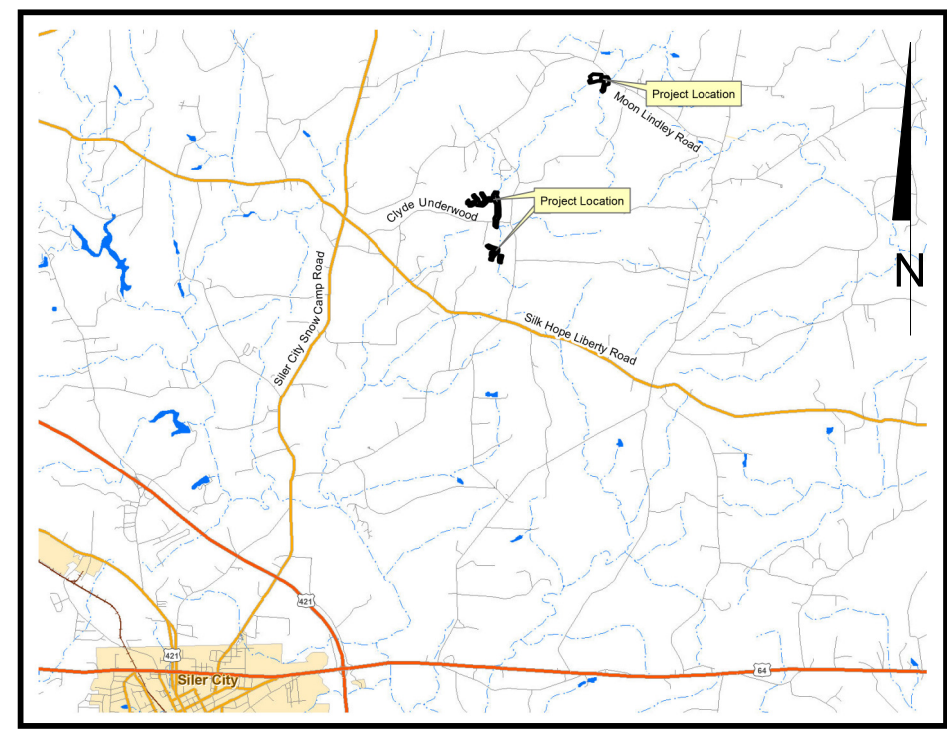 Project Location
Moon Lindley Road
Project Location
Clyde Underwood
N
Siler City Snow Camp Road
Silk Hope Liberty Road
421
421
64
Siler City